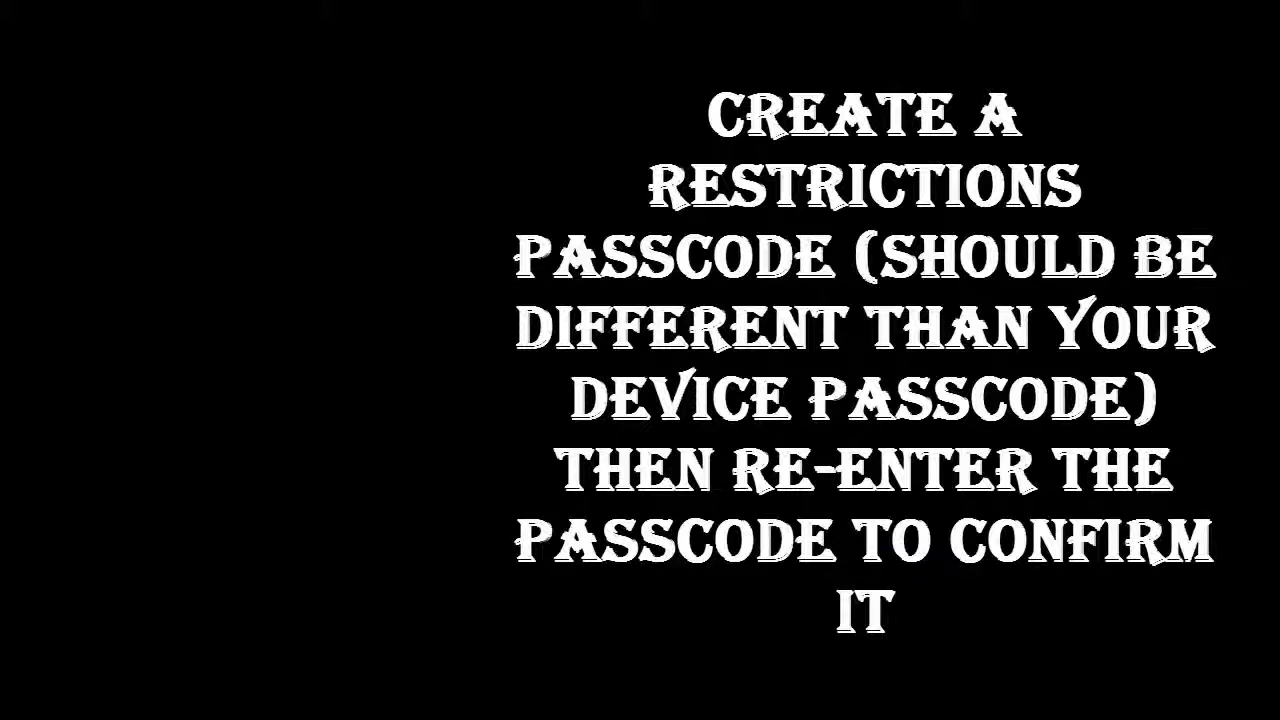 CREATE A
RESTRICTIONS
PASSCODE (SHOULD BE
DIFFERENT THAN YOUR
DEVICE PASSCODE)
THEN RE-ENTER THE
PASSCODE TO CONFIRM
IT